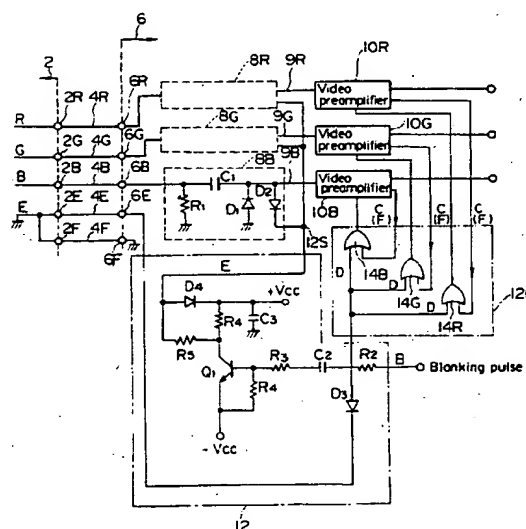 6
10R
8R
9R
2
Video preamplifier
R
2R
4R
6R
9G
8G
10G
Video preamplifier
G
2G
4G
6G
8B
9B
B
2B
4B
6B
C1
D2
Video preamplifier
E
2E
4E
6E
R1
D1
10B
C (F)
C (F)
C (F)
2F
4F
6F
12S
14B
D
14G
D
14R
E
D4
+Vcc
R4
C3
R5
R3
C2
R2
B
Blanking pulse
Q1
R4
D3
-Vcc
12